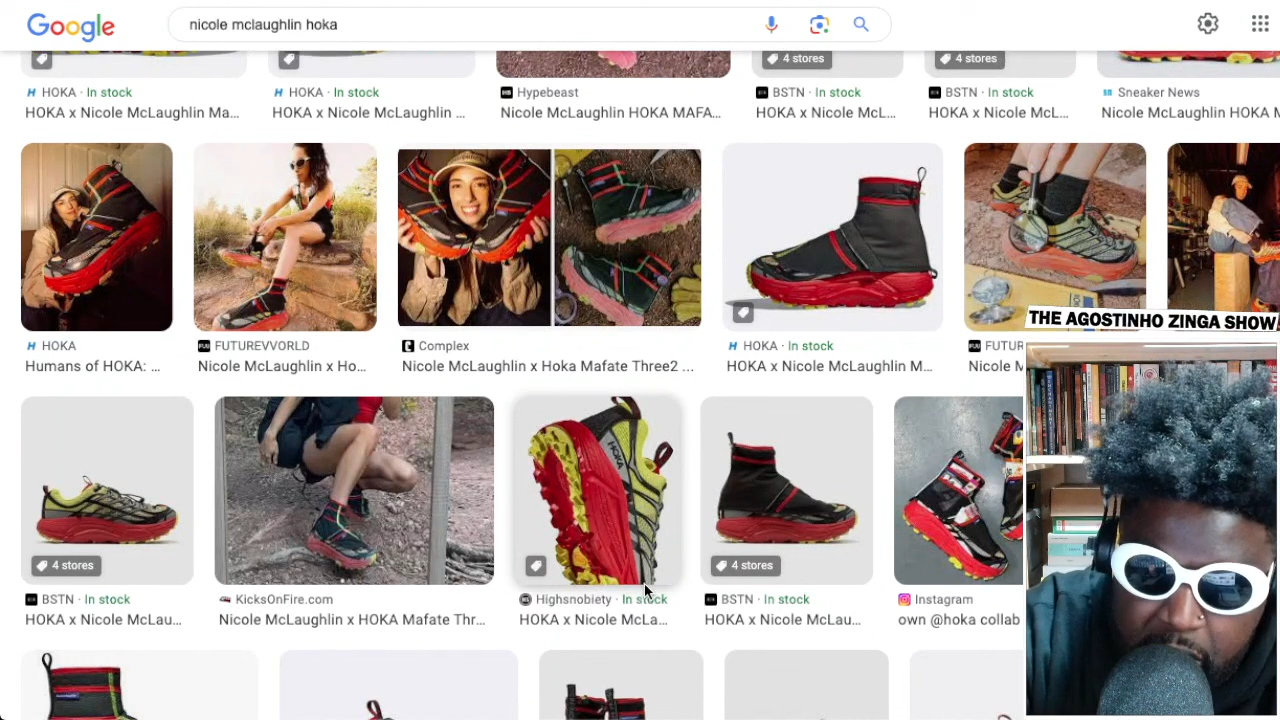 Google
nicole mclaughlin hoka
4 stores
4 stores
HOKA · In stock
HOKA x Nicole McLaughlin Ma...
HOKA · In stock
HOKA x Nicole McLaughlin ...
Hypebeast
Nicole McLaughlin HOKA MAFA...
BSTN · In stock
HOKA x Nicole McL...
BSTN · In stock
HOKA x Nicole McL...
Sneaker News
Nicole McLaughlin HOKA M
HOKA
Humans of HOKA: ...
FUTUREVVORLD
Nicole McLaughlin x Ho...
Complex
Nicole McLaughlin x Hoka Mafate Three2 ...
HOKA · In stock
HOKA x Nicole McLaughlin M...
FUTUR
Nicole M
THE AGOSTINHO ZINGA SHOW
4 stores
BSTN · In stock
HOKA x Nicole McLau...
KicksOnFire.com
Nicole McLaughlin x HOKA Mafate Thr...
HOKA
Highsnobiety · In stock
HOKA x Nicole McLa...
4 stores
BSTN · In stock
HOKA x Nicole McLau...
Instagram
own @hoka collab